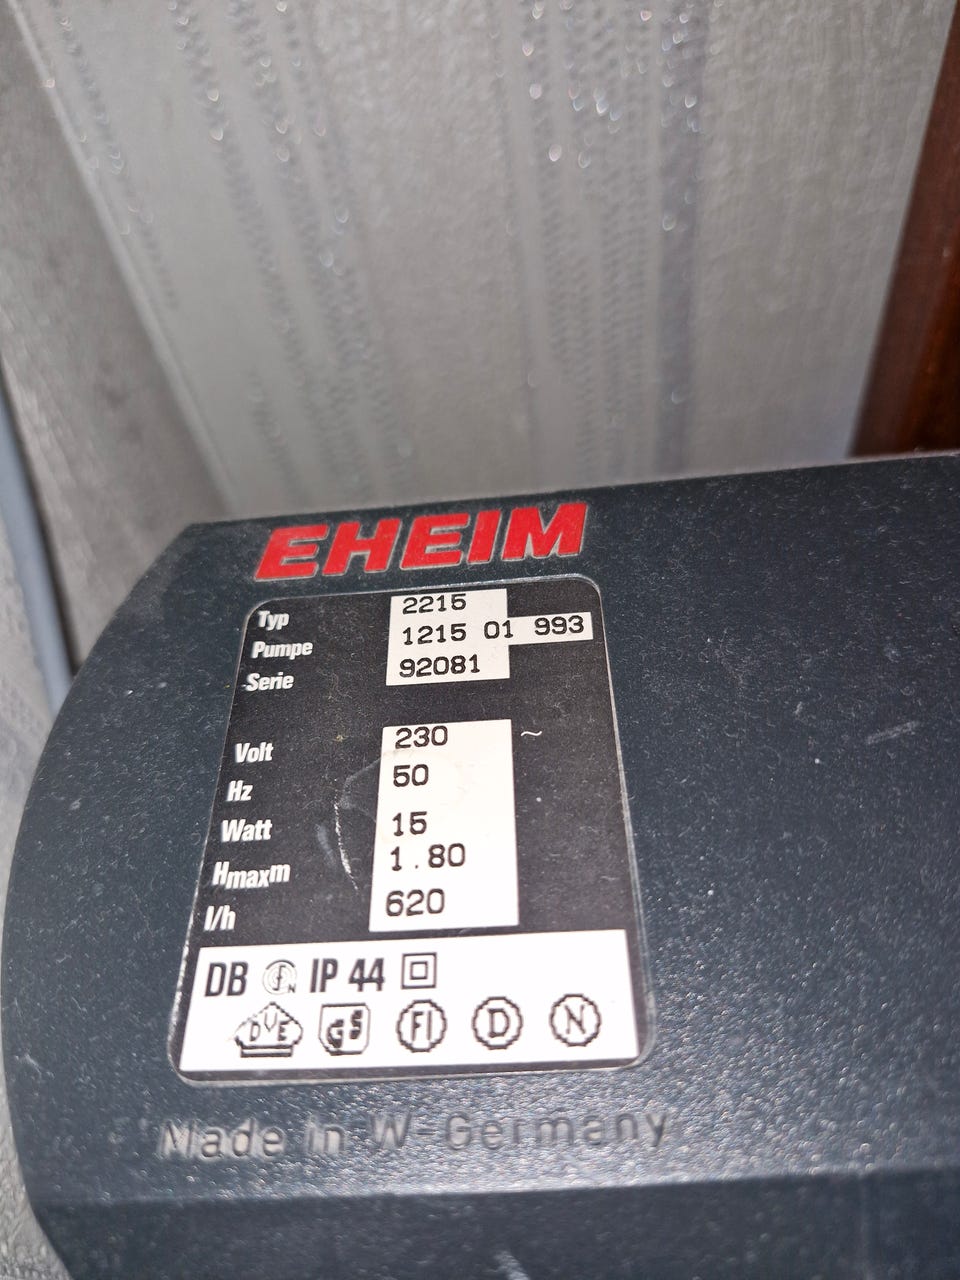 EHEIM
Typ 2215
Pumpe 1215 01 993
Serie 92081
Volt 230 ~
Hz 50
Watt 15
Hmaxm 1.80
l/h 620
DB IP 44
DVE GS FI D N
Made in W-Germany